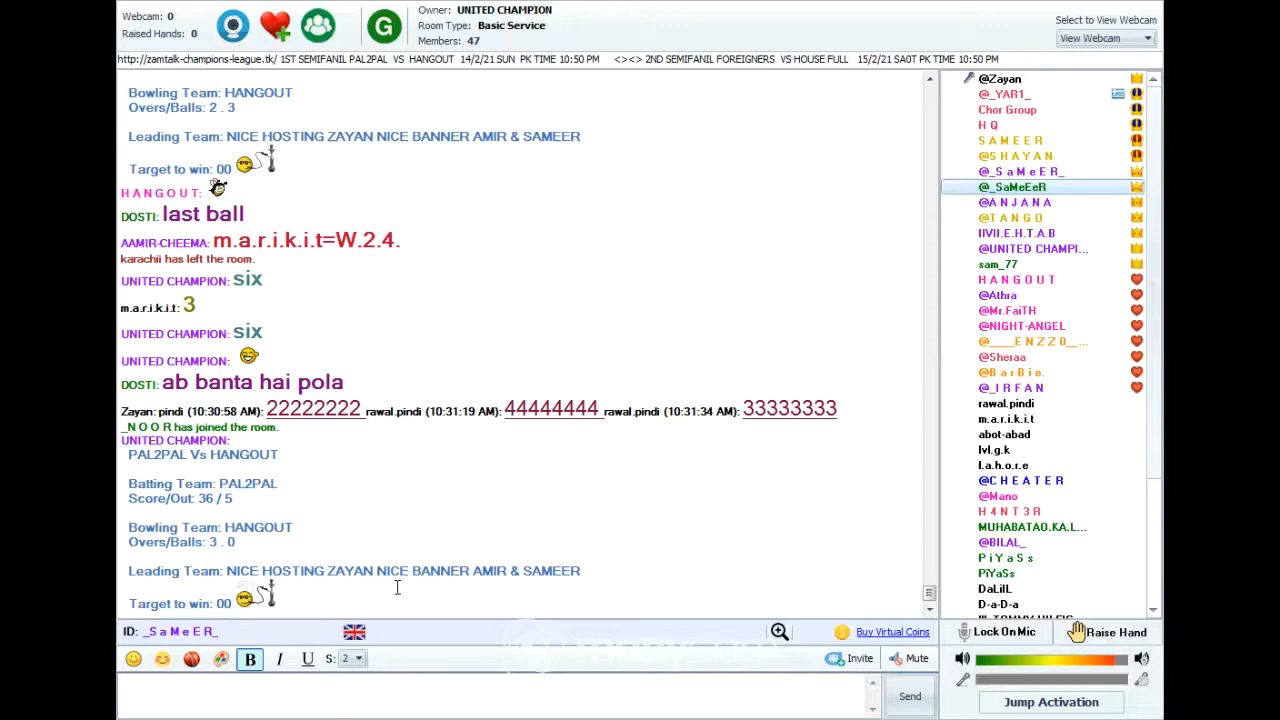 Webcam: 0
Raised Hands: 0
G
Owner: UNITED CHAMPION
Room Type: Basic Service
Members: 47
Select to View Webcam
View Webcam
http://zamtalk-champions-league.tk/ 1ST SEMIFANIL PAL2PAL VS HANGOUT 14/2/21 SUN PK TIME 10:50 PM <><> 2ND SEMIFANIL FOREIGNERS VS HOUSE FULL 15/2/21 SA0T PK TIME 10:50 PM
Bowling Team: HANGOUT
Overs/Balls: 2 . 3
Leading Team: NICE HOSTING ZAYAN NICE BANNER AMIR & SAMEER
Target to win: 00
H A N G O U T:
DOSTI: last ball
AAMIR-CHEEMA: m.a.r.i.k.i.t=W.2.4.
karachii has left the room.
UNITED CHAMPION: six
m.a.r.i.k.i.t: 3
UNITED CHAMPION: six
UNITED CHAMPION:
DOSTI: ab banta hai pola
Zayan: pindi (10:30:58 AM): 22222222 rawal.pindi (10:31:19 AM): 44444444 rawal.pindi (10:31:34 AM): 33333333
_N O O R has joined the room.
UNITED CHAMPION:
PAL2PAL Vs HANGOUT
Batting Team: PAL2PAL
Score/Out: 36 / 5
Bowling Team: HANGOUT
Overs/Balls: 3 . 0
Leading Team: NICE HOSTING ZAYAN NICE BANNER AMIR & SAMEER
Target to win: 00
@Zayan
@_YAR1_
Chor Group
H Q
S A M E E R
@S H A Y A N
@_S a M e E R_
@_SaMeEeR
@A N J A N A
@T A N G O
IIVII.E.H.T.A.B
@UNITED CHAMPI...
sam_77
H A N G O U T
@Athra
@Mr.FaiTH
@NIGHT-ANGEL
@____E N Z Z 0__...
@Sheraa
@B a r B i e.
@_I R F A N
rawal.pindi
m.a.r.i.k.i.t
abot-abad
lvl.g.k
l.a.h.o.r.e
@C H E A T E R
@Mano
H 4 N T 3 R
MUHABATAO.KA.L...
@BILAL_
P i Y a S s
PiYaSs
DaLiIL
D-a-D-a
ID: _S a M e E R_
Buy Virtual Coins
Lock On Mic
Raise Hand
B I U S: 2
Invite
Mute
Send
Jump Activation